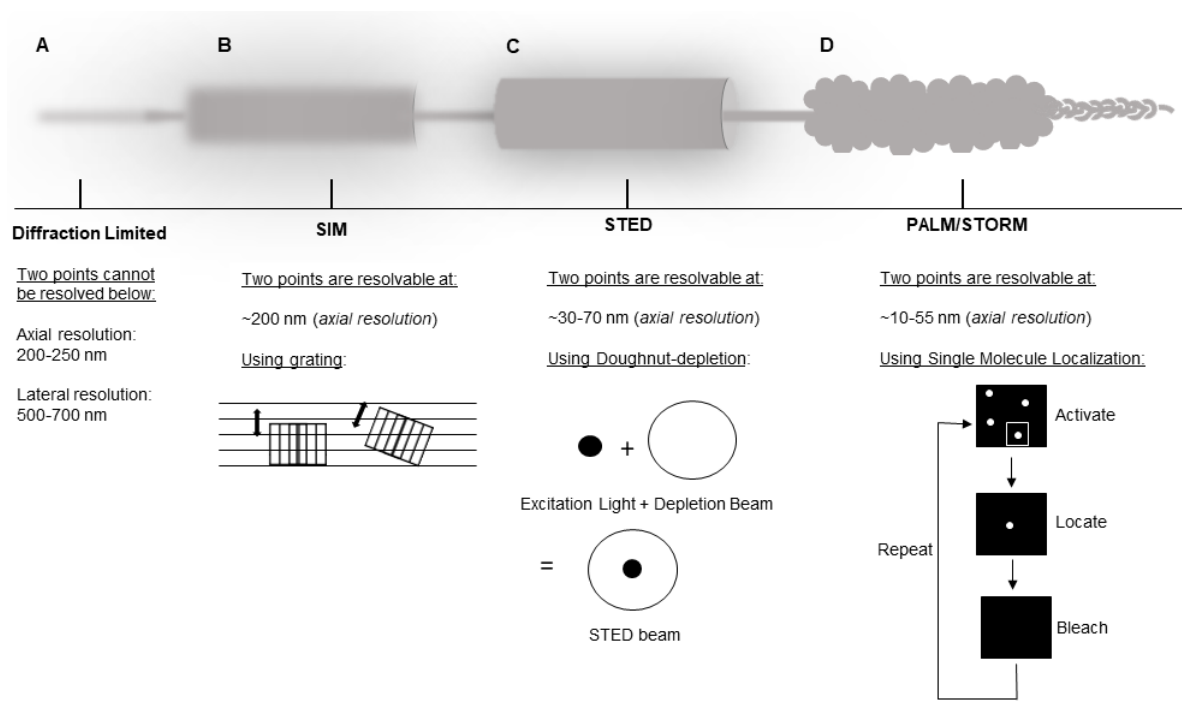 A
B
C
D
Diffraction Limited
Two points cannot
be resolved below:
Axial resolution:
200-250 nm
Lateral resolution:
500-700 nm
SIM
Two points are resolvable at:
~200 nm (axial resolution)
Using grating:
STED
Two points are resolvable at:
~30-70 nm (axial resolution)
Using Doughnut-depletion:
+
Excitation Light + Depletion Beam
=
STED beam
PALM/STORM
Two points are resolvable at:
~10-55 nm (axial resolution)
Using Single Molecule Localization:
Activate
Locate
Repeat
Bleach